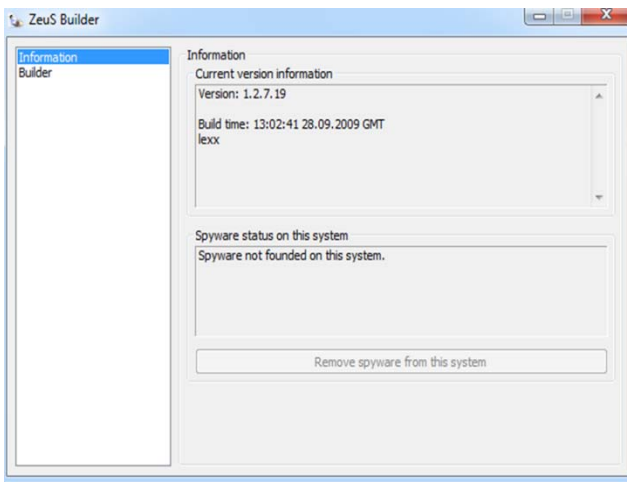 ZeuS Builder
Information
Builder
Information
Current version information
Version: 1.2.7.19
Build time: 13:02:41 28.09.2009 GMT
lexx
Spyware status on this system
Spyware not founded on this system.
Remove spyware from this system